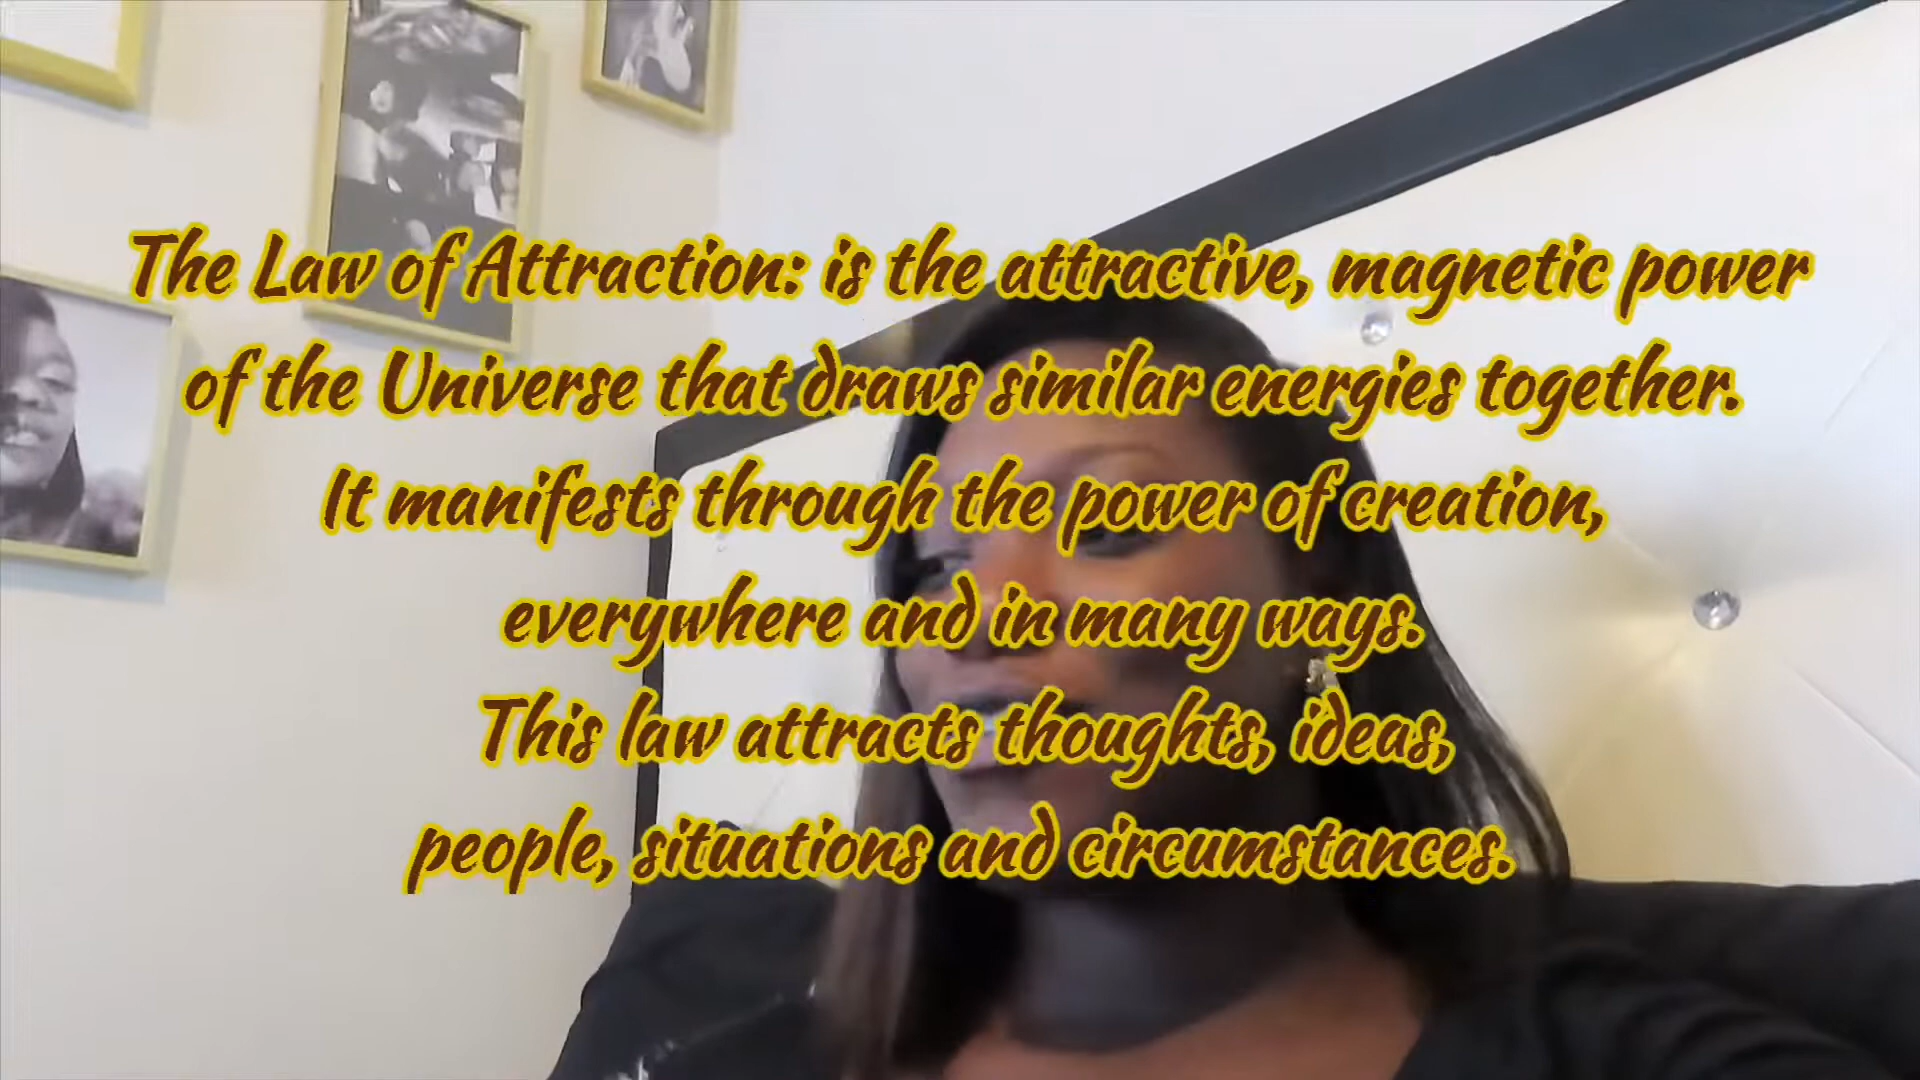 The Law of Attraction: is the attractive, magnetic power
of the Universe that draws similar energies together.
It manifests through the power of creation,
everywhere and in many ways.
This law attracts thoughts, ideas,
people, situations and circumstances.